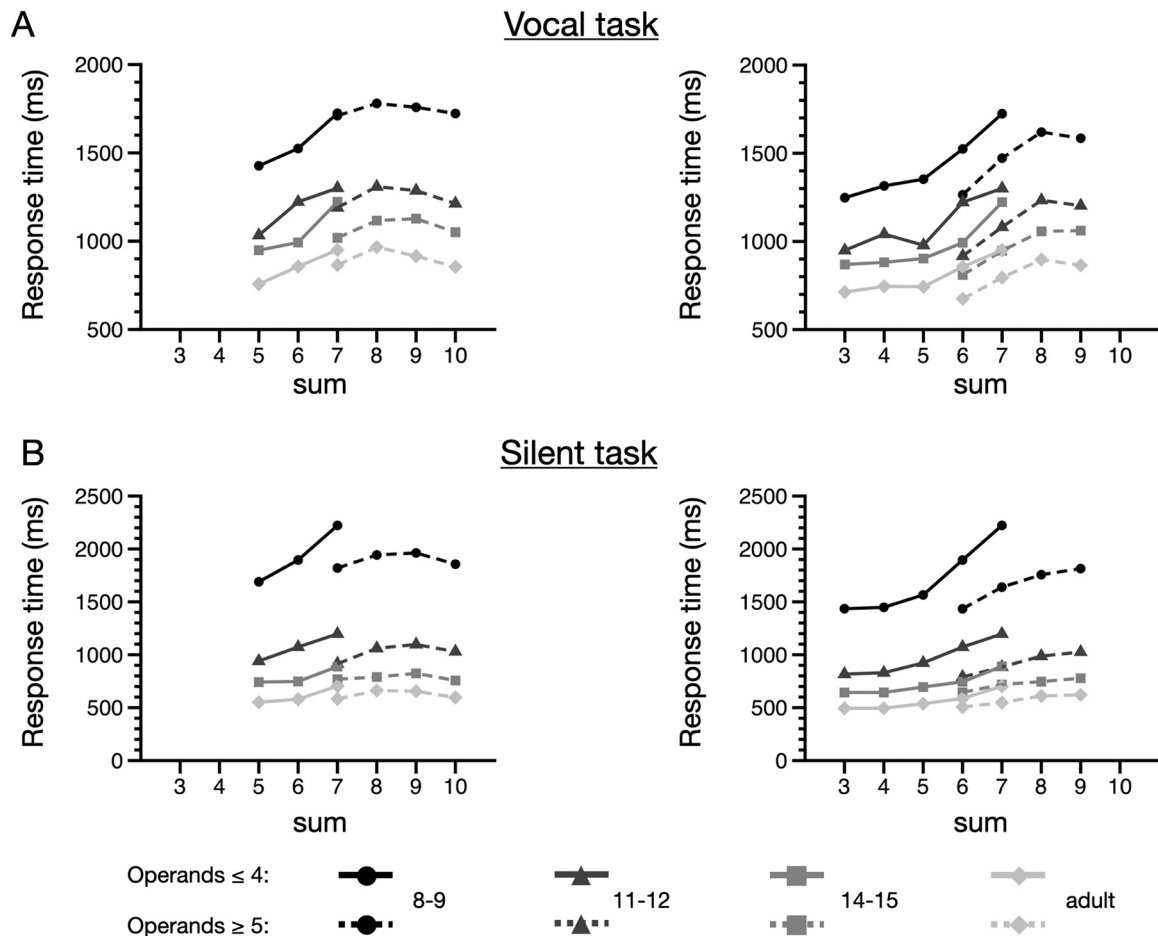 A
Vocal task
Response time (ms)
2000
1500
1000
500
3 4 5 6 7 8 9 10
sum
Response time (ms)
2000
1500
1000
500
3 4 5 6 7 8 9 10
sum
B
Silent task
Response time (ms)
2500
2000
1500
1000
500
0
3 4 5 6 7 8 9 10
sum
Response time (ms)
2500
2000
1500
1000
500
0
3 4 5 6 7 8 9 10
sum
Operands ≤ 4:
8-9 11-12 14-15 adult
Operands ≥ 5: